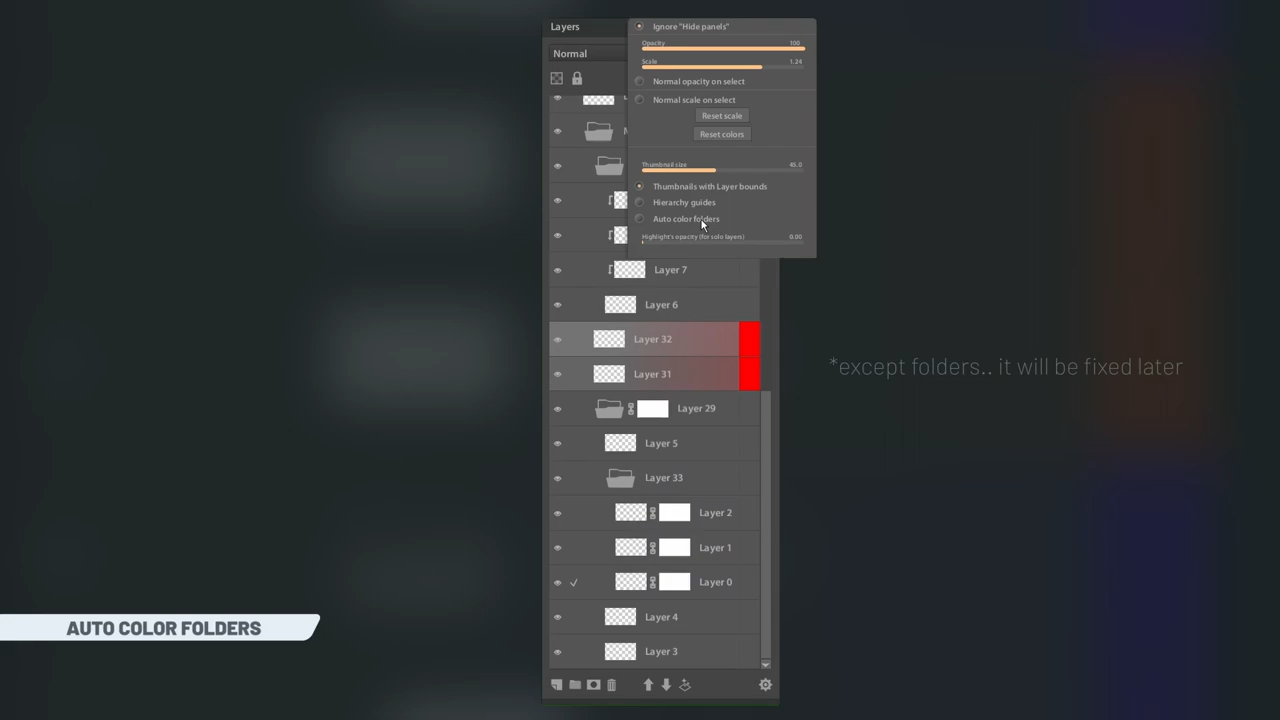 Layers
Ignore "Hide panels"
Opacity 100
Normal
Scale 1.24
Normal opacity on select
Normal scale on select
Reset scale
Reset colors
Thumbnail size 45.0
Thumbnails with Layer bounds
Hierarchy guides
Auto color folders
Highlight's opacity (for solo layers) 0.00
Layer 7
Layer 6
Layer 32
Layer 31
*except folders.. it will be fixed later
Layer 29
Layer 5
Layer 33
Layer 2
Layer 1
Layer 0
Layer 4
AUTO COLOR FOLDERS
Layer 3